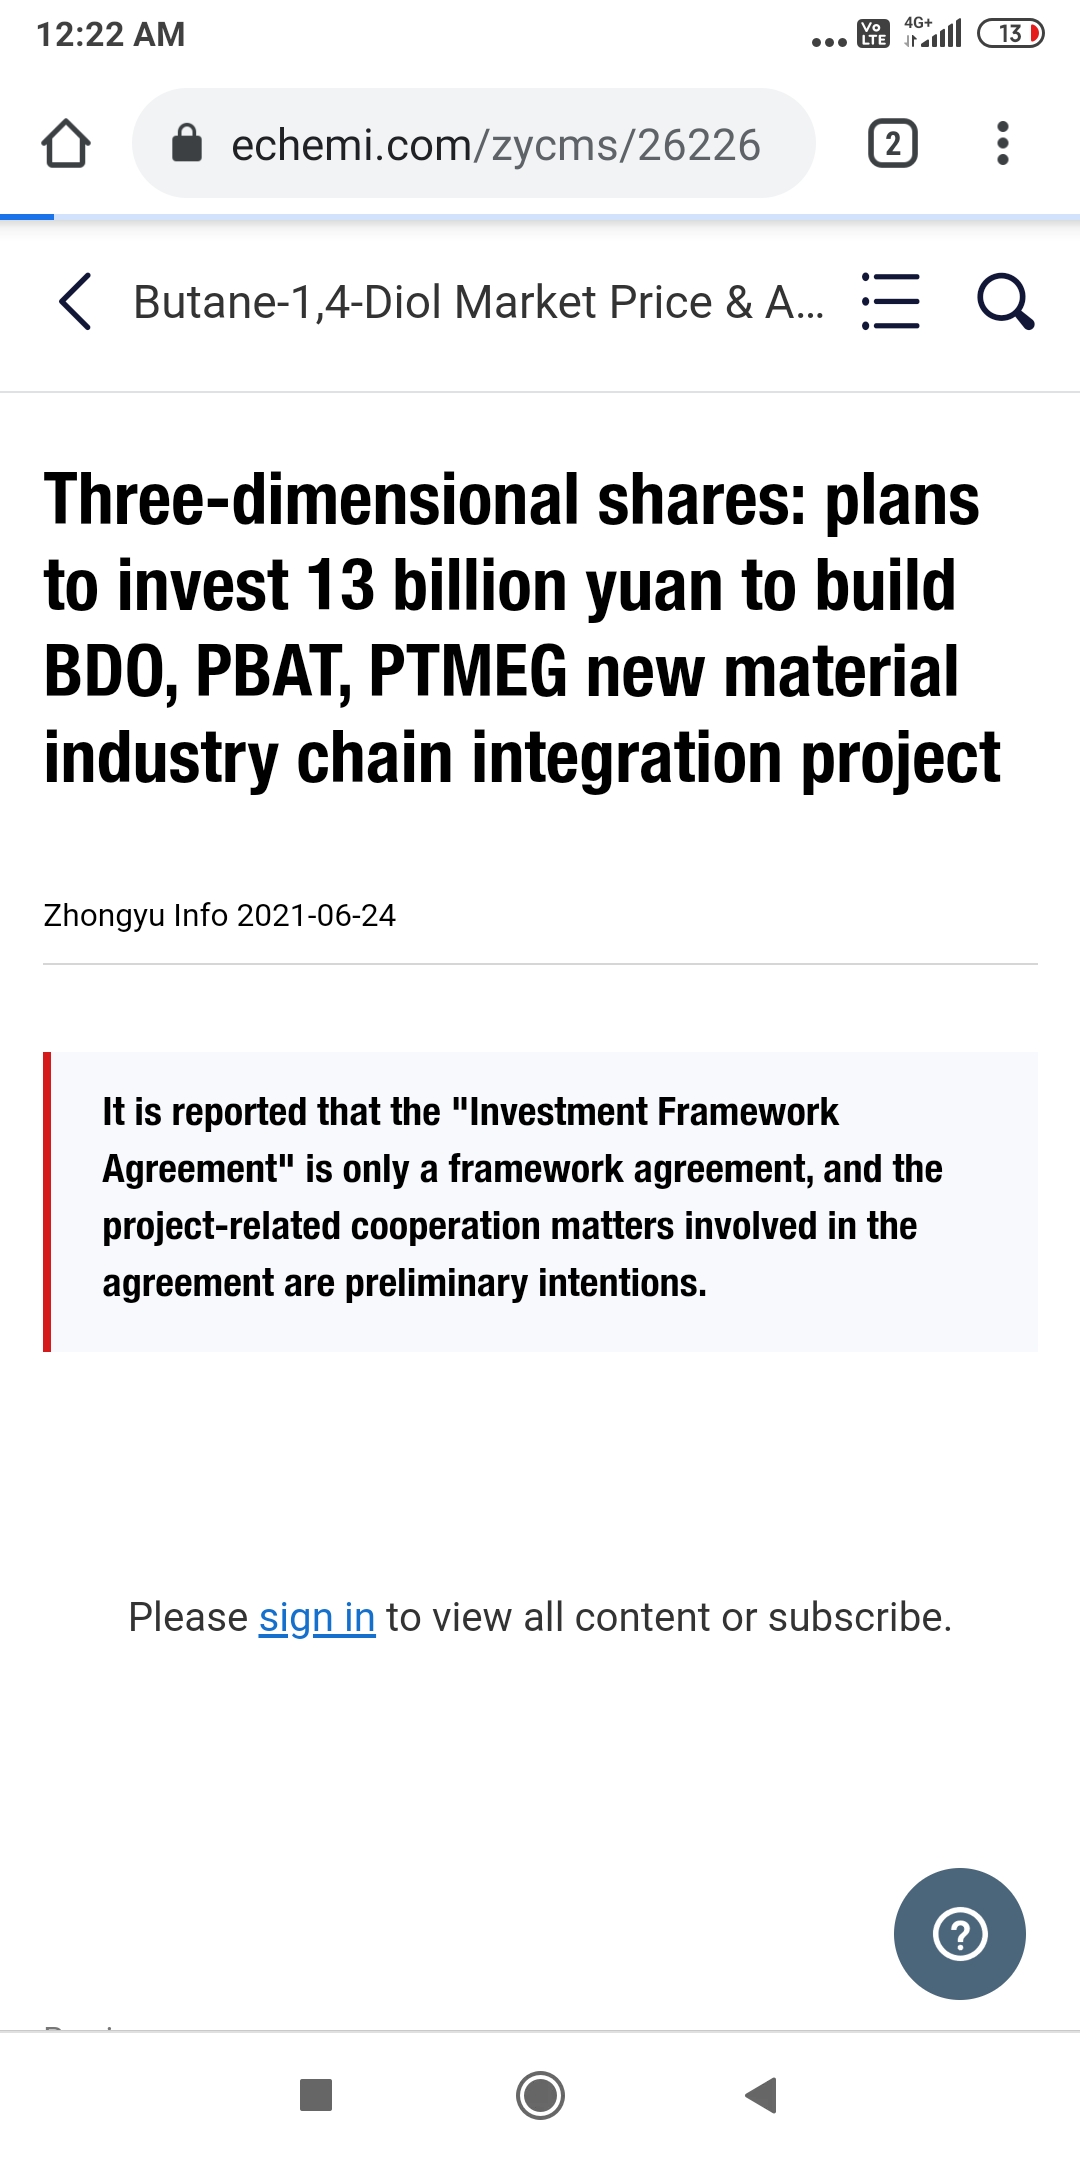 12:22 AM
Vo LTE
4G+
13
echemi.com/zycms/26226
2
Butane-1,4-Diol Market Price & A...
Three-dimensional shares: plans
to invest 13 billion yuan to build
BDO, PBAT, PTMEG new material
industry chain integration project
Zhongyu Info 2021-06-24
It is reported that the "Investment Framework
Agreement" is only a framework agreement, and the
project-related cooperation matters involved in the
agreement are preliminary intentions.
Please sign in to view all content or subscribe.
?